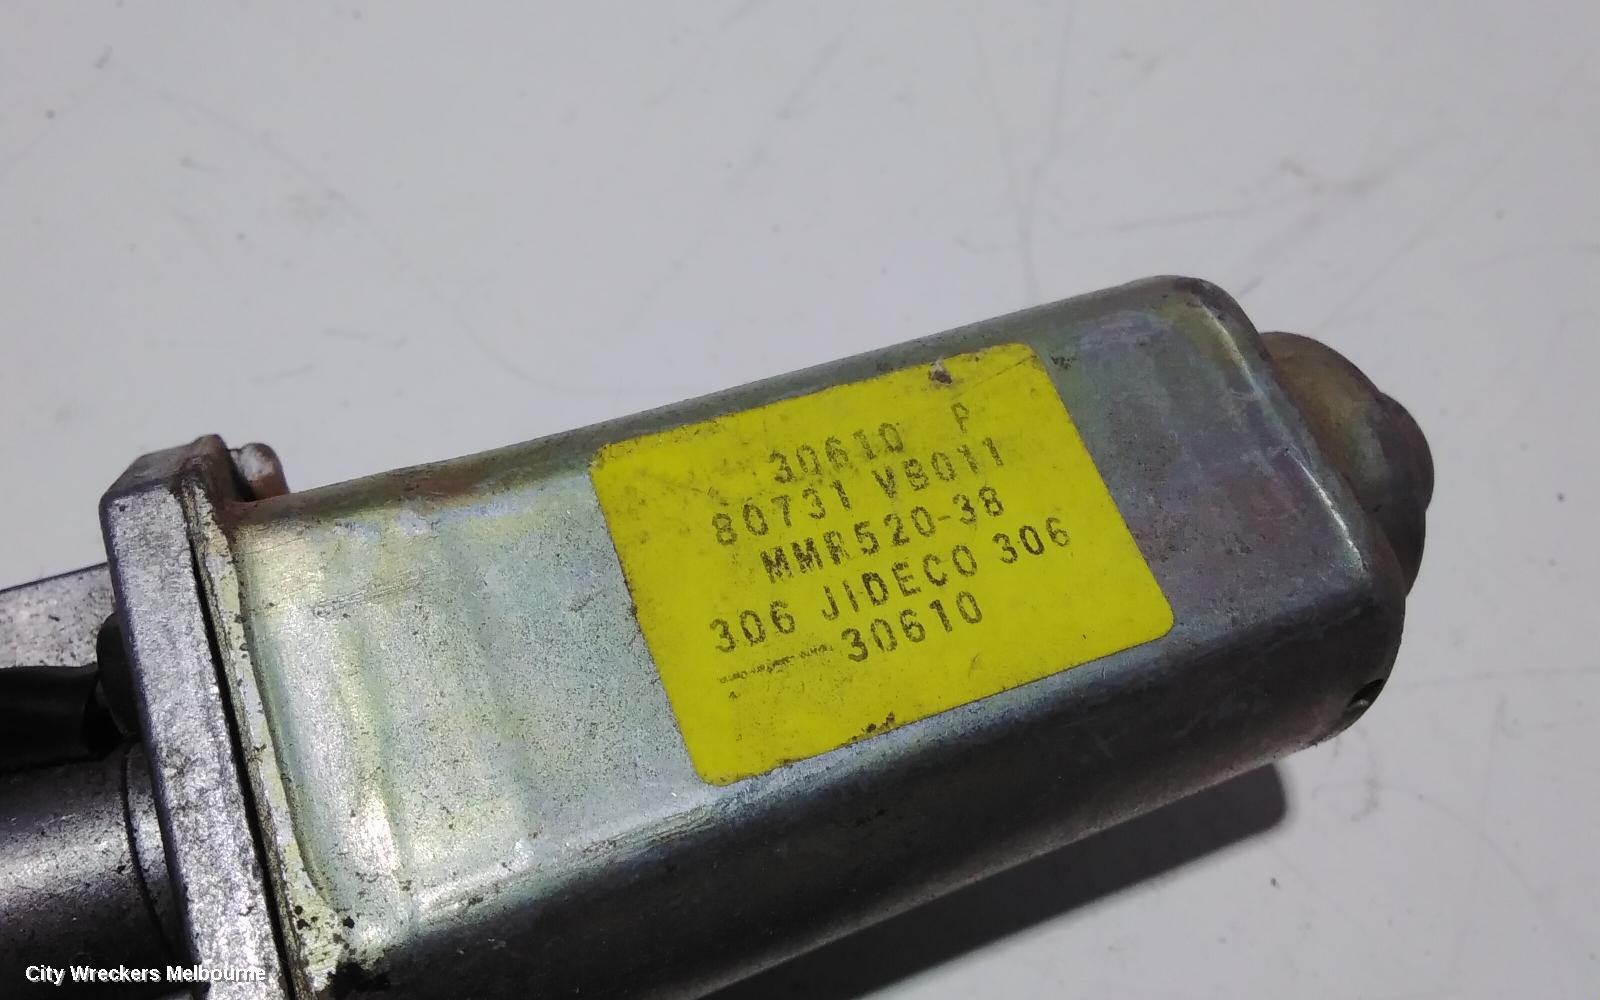 30610 P
80731 VB011
MMR520-38
306 JIDECO 306
30610
City Wreckers Melbourne